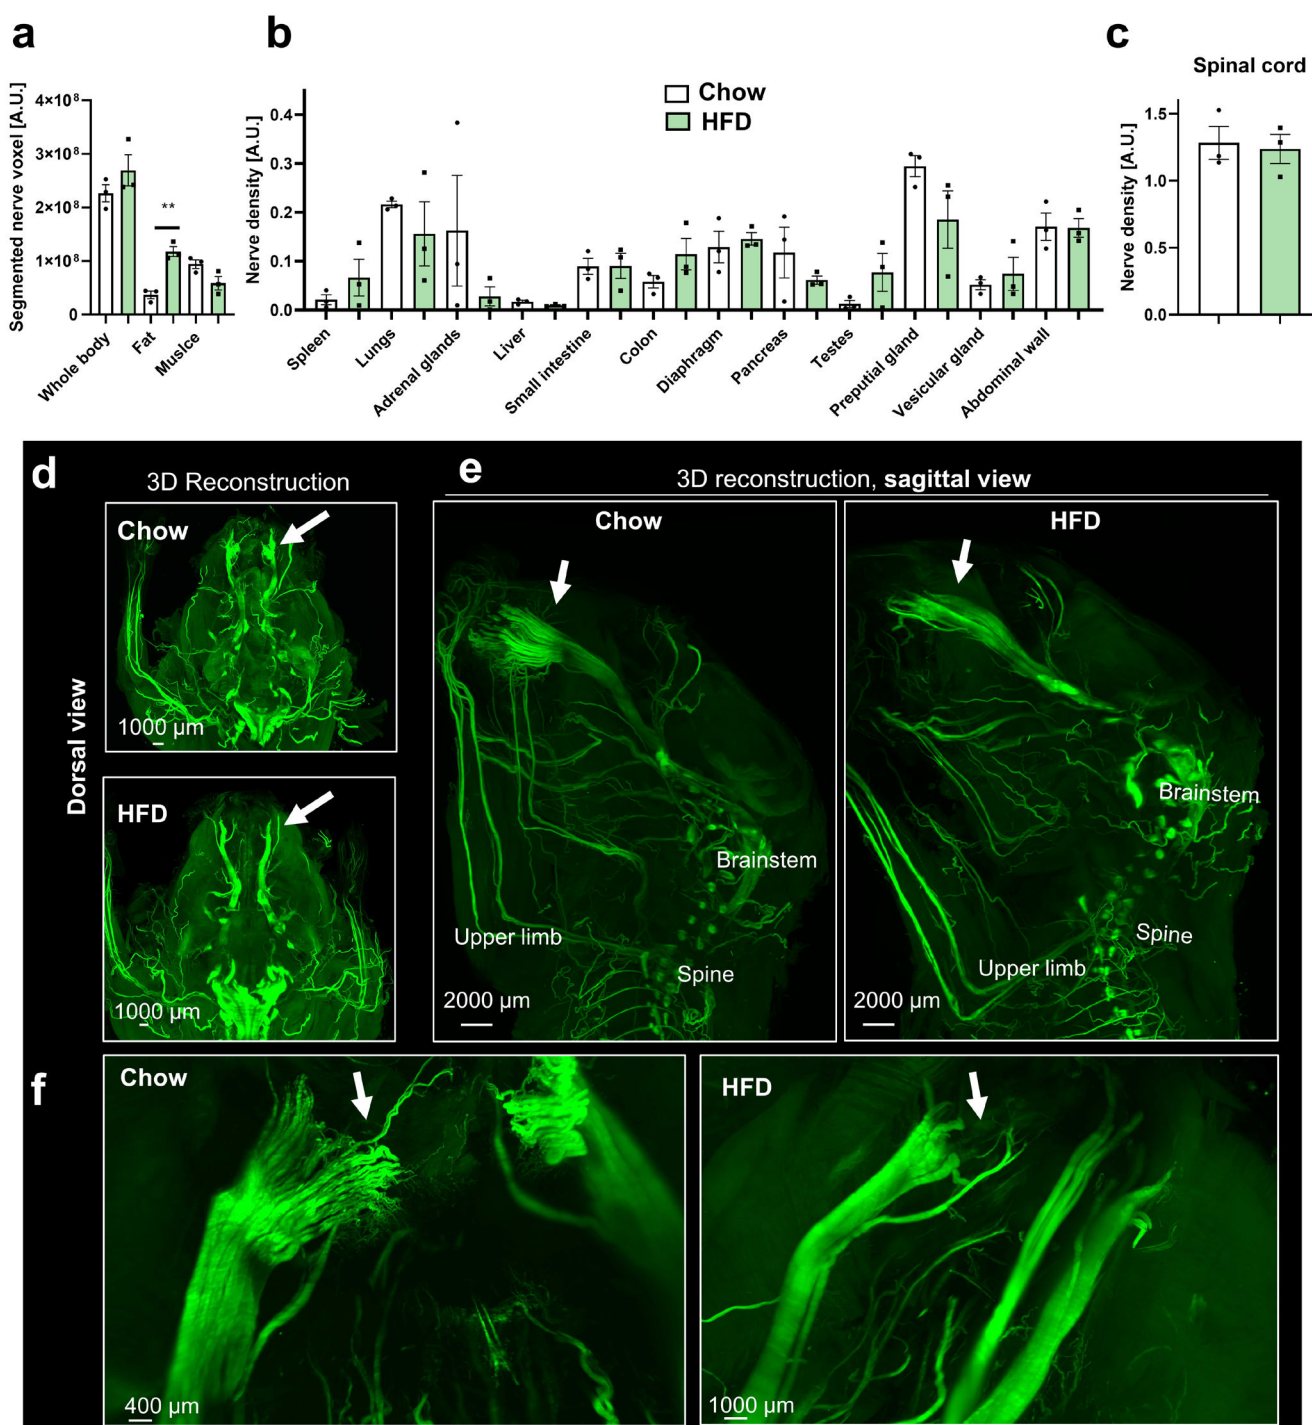 a
b
c
Segmented nerve voxel [A.U.]
4×10⁸
3×10⁸
2×10⁸
1×10⁸
0
**
Whole body
Fat
Muslce
Nerve density [A.U.]
0.4
0.3
0.2
0.1
0.0
Chow
HFD
Spleen
Lungs
Adrenal glands
Liver
Small intestine
Colon
Diaphragm
Pancreas
Testes
Preputial gland
Vesicular gland
Abdominal wall
Spinal cord
Nerve density [A.U.]
1.5
1.0
0.5
0.0
d
3D Reconstruction
Dorsal view
Chow
1000 µm
HFD
1000 µm
e
3D reconstruction, sagittal view
Chow
Brainstem
Upper limb
Spine
2000 µm
HFD
Brainstem
Spine
Upper limb
2000 µm
f
Chow
400 µm
HFD
1000 µm